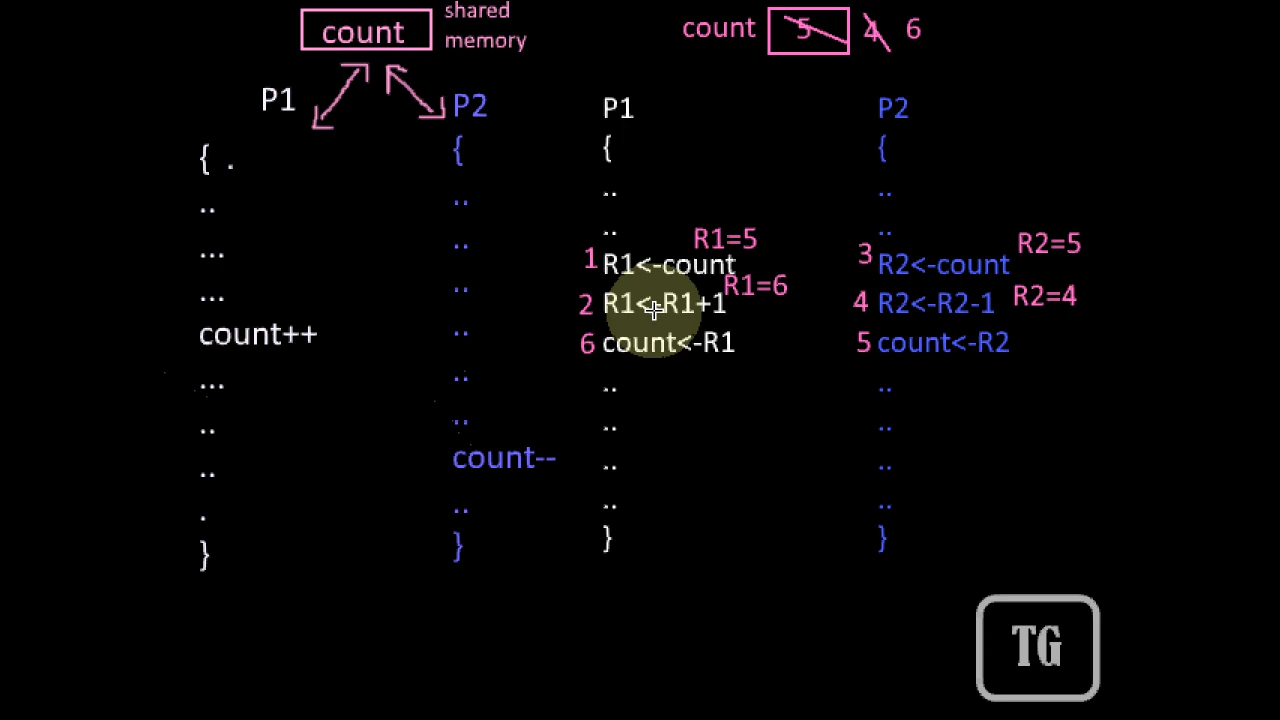 count
shared
memory
P1
{ .
..
...
...
count++
...
..
..
.
}
P2
{
..
..
..
..
..
..
count--
..
}
count 5 4 6
P1
{
..
..
R1=5
1 R1<-count
R1=6
2 R1<-R1+1
6 count<-R1
..
..
..
..
}
P2
{
..
..
R2=5
3 R2<-count
4 R2<-R2-1 R2=4
5 count<-R2
..
..
..
..
}
TG